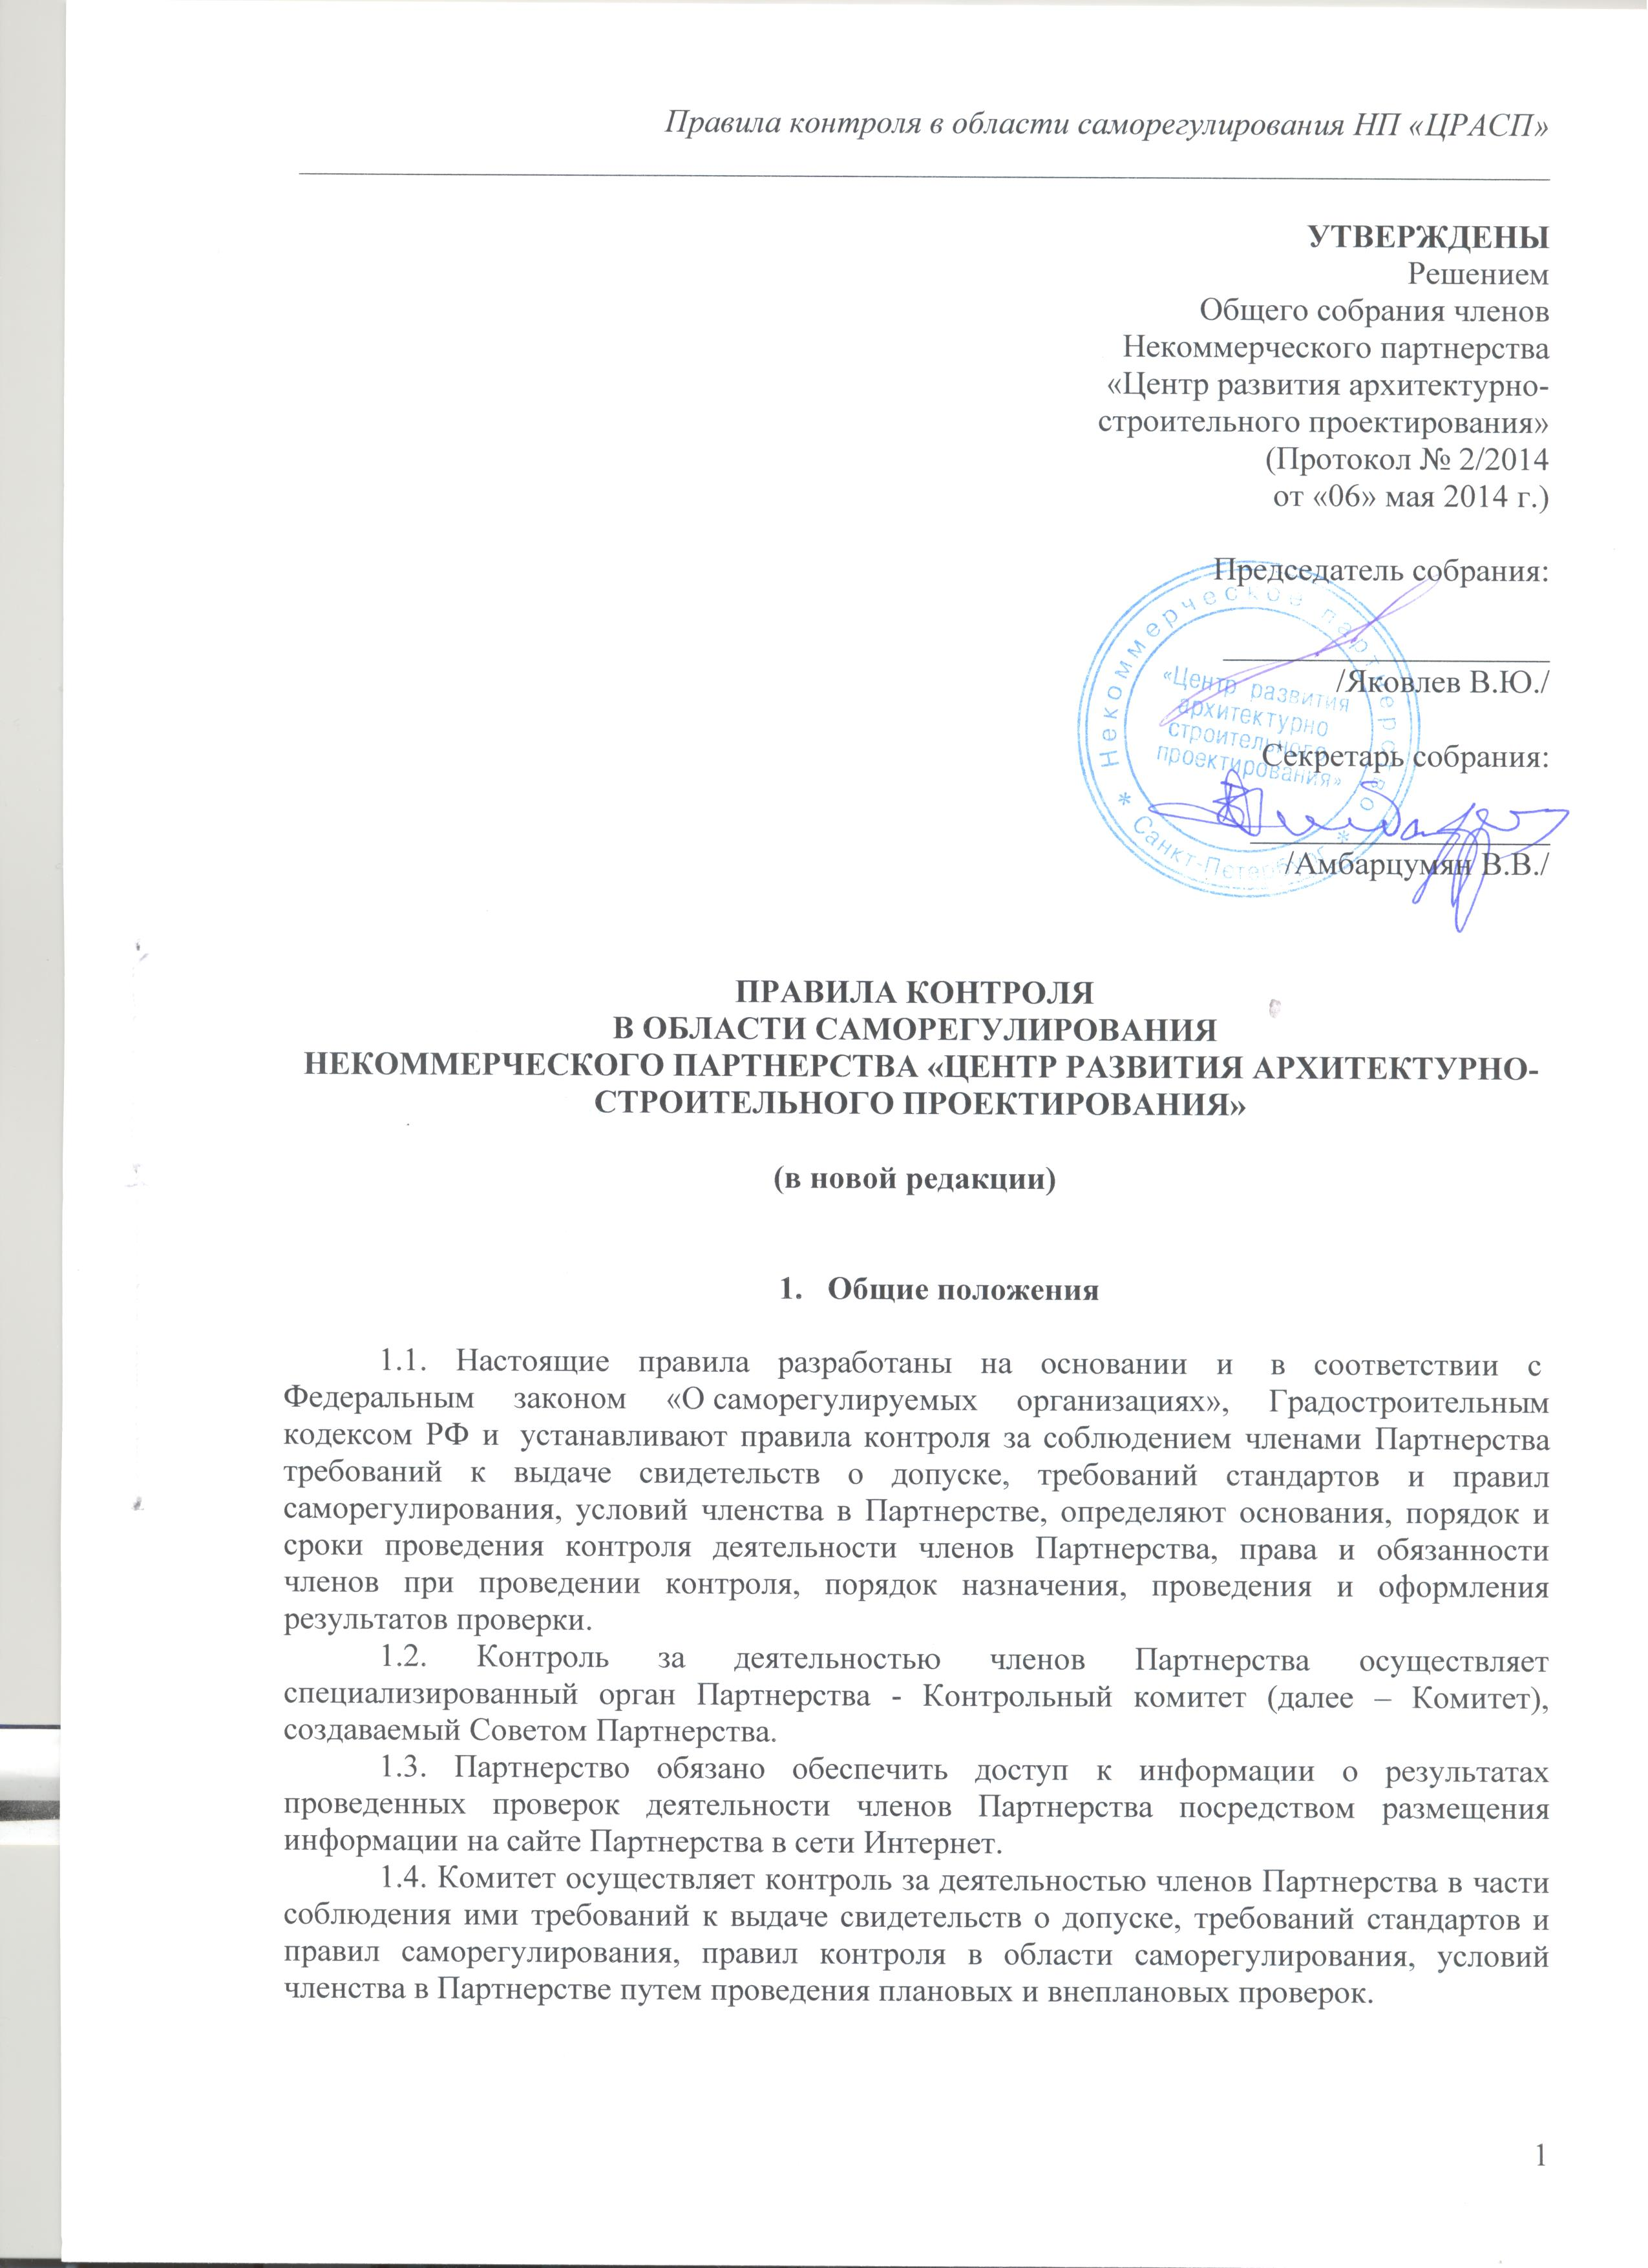 Правила контроля в области саморегулирования НП «ЦРАСП»
УТВЕРЖДЕНЫ
Решением
Общего собрания членов
Некоммерческого партнерства
«Центр развития архитектурно-
строительного проектирования»
(Протокол № 2/2014
от «06» мая 2014 г.)
Председатель собрания:
/Яковлев В.Ю./
Секретарь собрания:
/Амбарцумян В.В./
Некоммерческое партнерство
«Центр развития
архитектурно
строительного
проектирования»
* Санкт-Петербург *
ПРАВИЛА КОНТРОЛЯ
В ОБЛАСТИ САМОРЕГУЛИРОВАНИЯ
НЕКОММЕРЧЕСКОГО ПАРТНЕРСТВА «ЦЕНТР РАЗВИТИЯ АРХИТЕКТУРНО-
СТРОИТЕЛЬНОГО ПРОЕКТИРОВАНИЯ»
(в новой редакции)
1. Общие положения
1.1. Настоящие правила разработаны на основании и в соответствии с
Федеральным законом «О саморегулируемых организациях», Градостроительным
кодексом РФ и устанавливают правила контроля за соблюдением членами Партнерства
требований к выдаче свидетельств о допуске, требований стандартов и правил
саморегулирования, условий членства в Партнерстве, определяют основания, порядок и
сроки проведения контроля деятельности членов Партнерства, права и обязанности
членов при проведении контроля, порядок назначения, проведения и оформления
результатов проверки.
1.2. Контроль за деятельностью членов Партнерства осуществляет
специализированный орган Партнерства - Контрольный комитет (далее – Комитет),
создаваемый Советом Партнерства.
1.3. Партнерство обязано обеспечить доступ к информации о результатах
проведенных проверок деятельности членов Партнерства посредством размещения
информации на сайте Партнерства в сети Интернет.
1.4. Комитет осуществляет контроль за деятельностью членов Партнерства в части
соблюдения ими требований к выдаче свидетельств о допуске, требований стандартов и
правил саморегулирования, правил контроля в области саморегулирования, условий
членства в Партнерстве путем проведения плановых и внеплановых проверок.
1